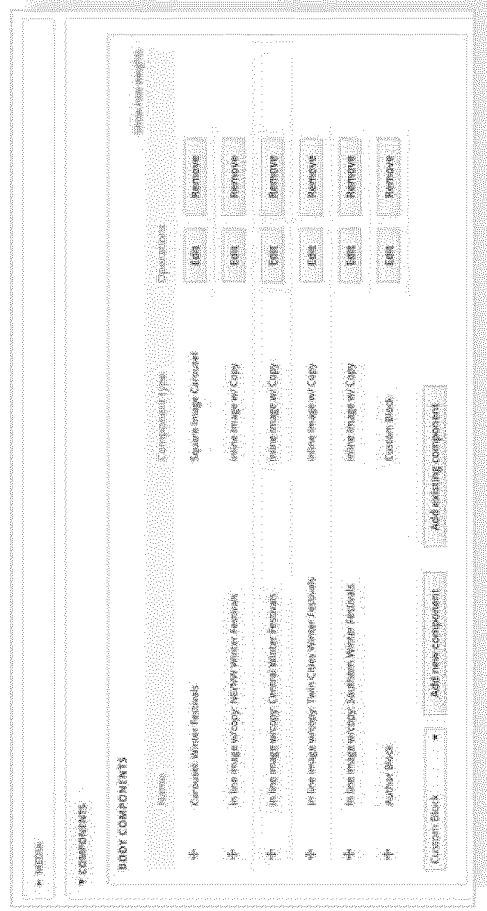 ▼ MEDIA
▼ COMPONENTS
BODY COMPONENTS
Show row weights
Name Component type Operations
Carousel: Winter Festivals Square Image Carousel Edit Remove
In line image w/copy: NE/NW Winter Festivals Inline Image w/ Copy Edit Remove
In line image w/copy: Central Winter Festivals Inline Image w/ Copy Edit Remove
In line image w/copy: Twin Cities Winter Festivals Inline Image w/ Copy Edit Remove
In line image w/copy: Southern Winter Festivals Inline Image w/ Copy Edit Remove
Author Block Custom Block Edit Remove
Custom Block ▼ Add new component Add existing component